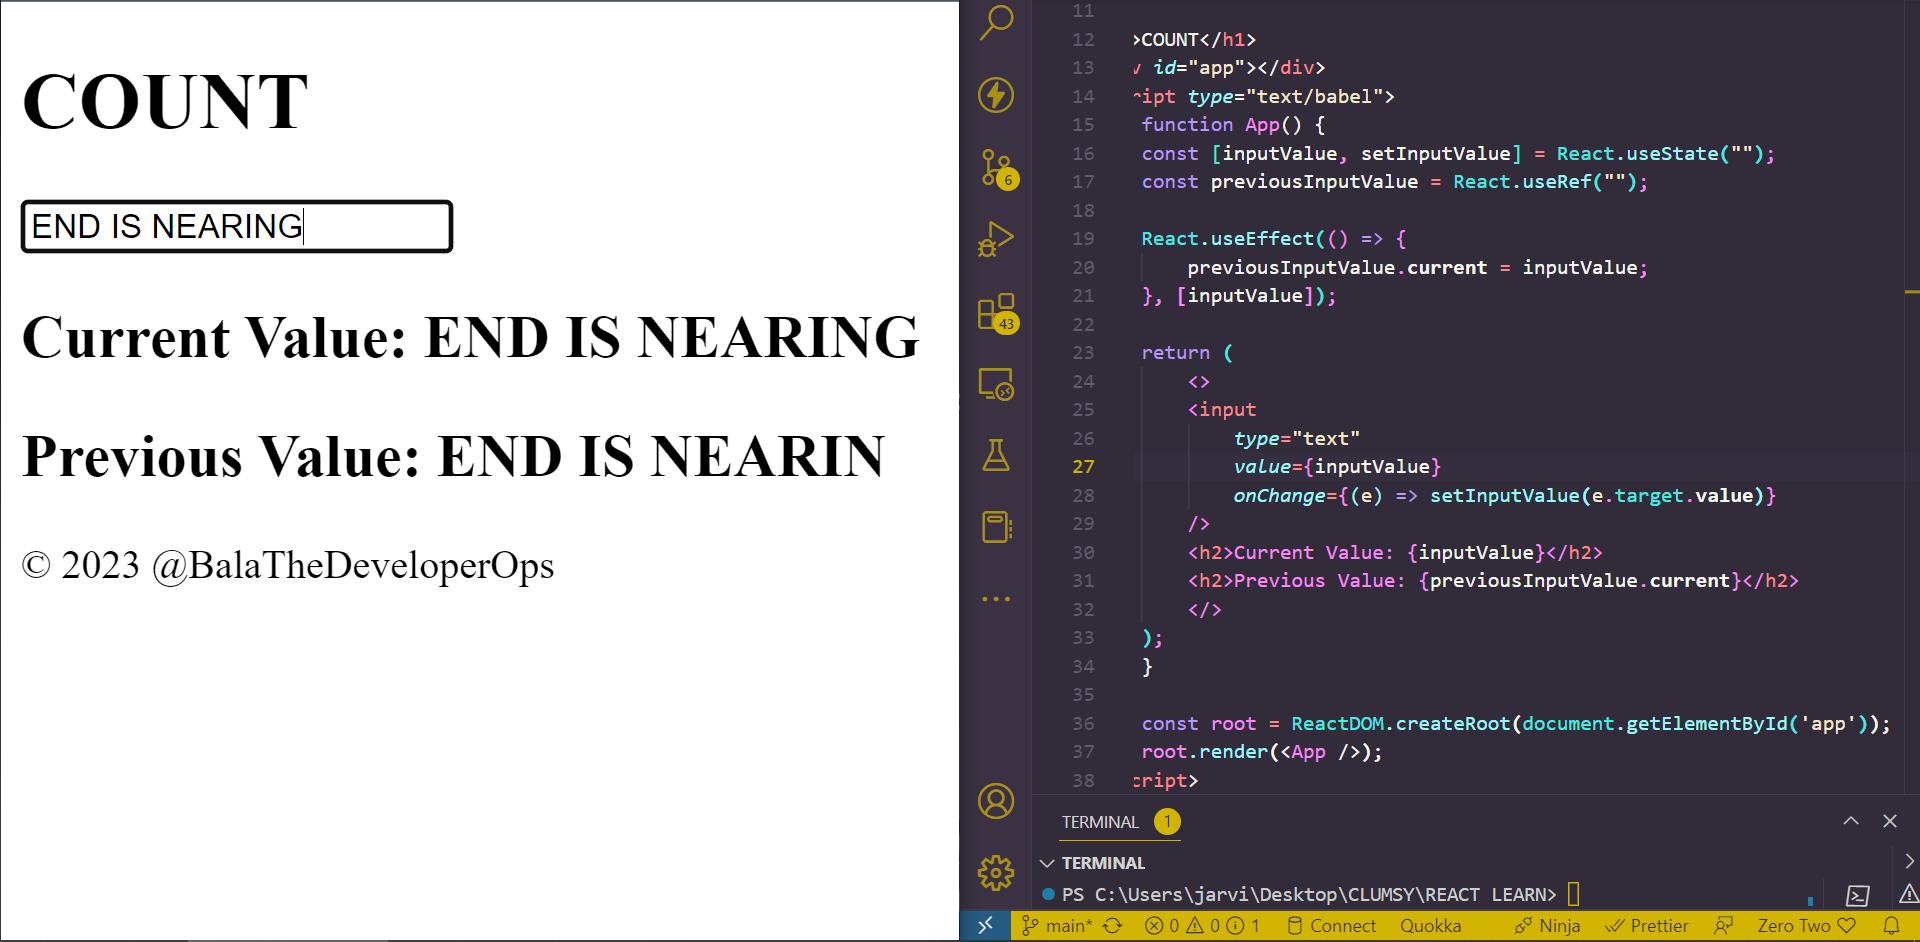 COUNT
END IS NEARING
Current Value: END IS NEARING
Previous Value: END IS NEARIN
© 2023 @BalaTheDeveloperOps
11
12 >COUNT</h1>
13 v id="app"></div>
14 ript type="text/babel">
15 function App() {
16 const [inputValue, setInputValue] = React.useState("");
17 const previousInputValue = React.useRef("");
18
19 React.useEffect(() => {
20 previousInputValue.current = inputValue;
21 }, [inputValue]);
22
23 return (
24 <>
25 <input
26 type="text"
27 value={inputValue}
28 onChange={(e) => setInputValue(e.target.value)}
29 />
30 <h2>Current Value: {inputValue}</h2>
31 <h2>Previous Value: {previousInputValue.current}</h2>
32 </>
33 );
34 }
35
36 const root = ReactDOM.createRoot(document.getElementById('app'));
37 root.render(<App />);
38 cript>
6
43
TERMINAL 1
TERMINAL
PS C:\Users\jarvi\Desktop\CLUMSY\REACT LEARN>
main* 0 0 1 Connect Quokka Ninja Prettier Zero Two